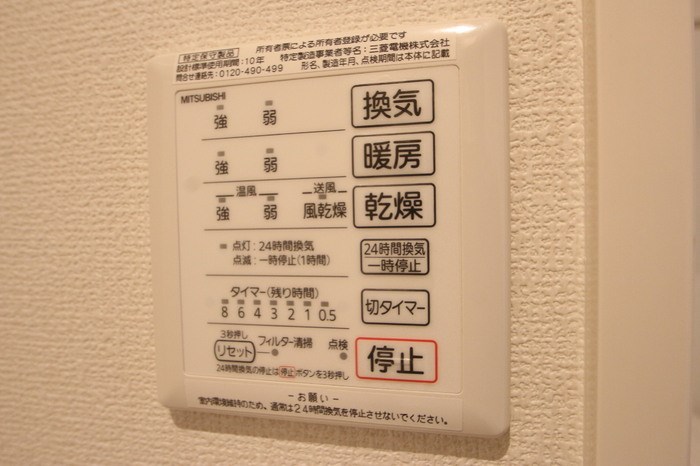 特定保守製品 所有者票による所有者登録が必要です
設計標準使用期間:10年 特定製造事業者等名:三菱電機株式会社
問合せ連絡先:0120-490-499 形名、製造年月、点検期間は本体に記載
MITSUBISHI
強 弱 換気
強 弱 暖房
温風 送風
強 弱 風乾燥 乾燥
点灯:24時間換気
点滅:一時停止(1時間)
24時間換気
一時停止
タイマー(残り時間)
8 6 4 3 2 1 0.5
切タイマー
3秒押し
リセット フィルター清掃 点検
停止
24時間換気の停止は停止ボタンを3秒押し
-お願い-
室内環境維持のため、通常は24時間換気を停止させないでください。